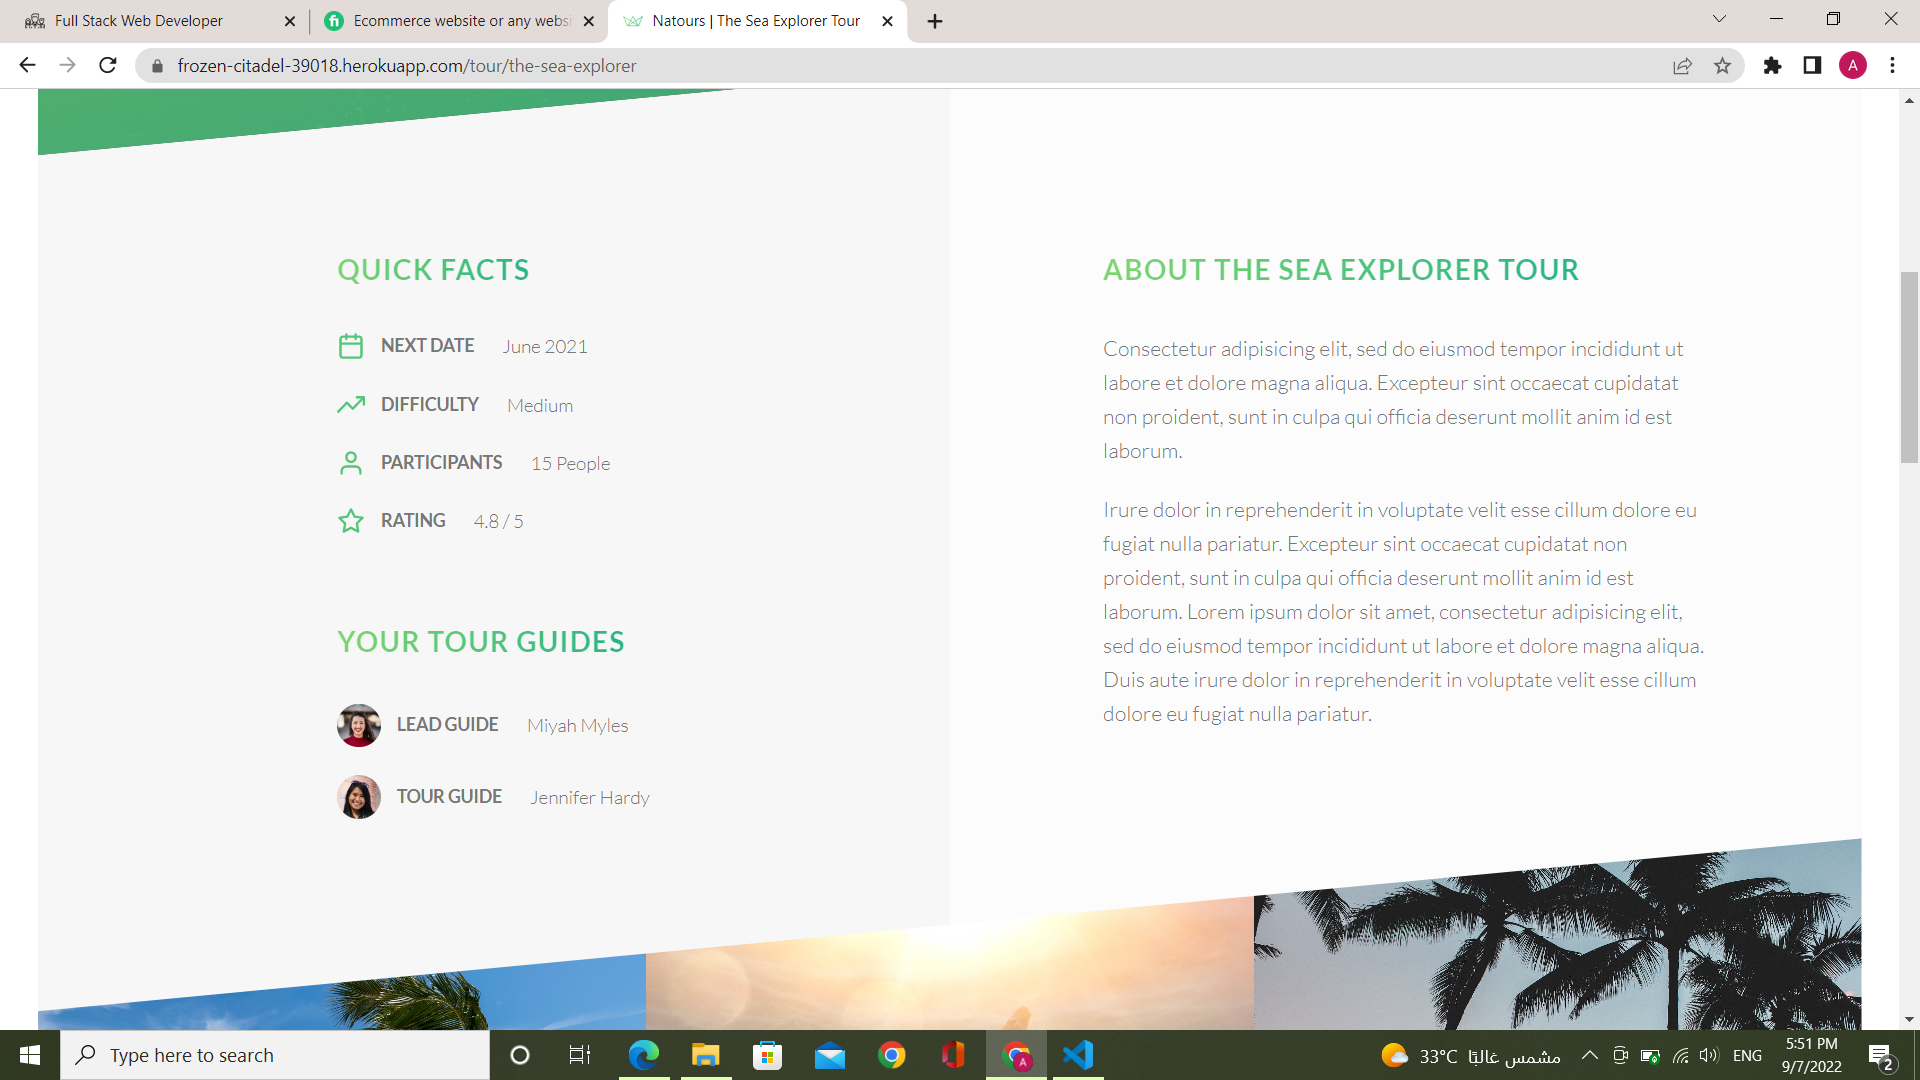 Full Stack Web Developer
Ecommerce website or any websi
Natours | The Sea Explorer Tour
frozen-citadel-39018.herokuapp.com/tour/the-sea-explorer
A
QUICK FACTS
NEXT DATE June 2021
DIFFICULTY Medium
PARTICIPANTS 15 People
RATING 4.8 / 5
YOUR TOUR GUIDES
LEAD GUIDE Miyah Myles
TOUR GUIDE Jennifer Hardy
ABOUT THE SEA EXPLORER TOUR
Consectetur adipisicing elit, sed do eiusmod tempor incididunt ut
labore et dolore magna aliqua. Excepteur sint occaecat cupidatat
non proident, sunt in culpa qui officia deserunt mollit anim id est
laborum.
Irure dolor in reprehenderit in voluptate velit esse cillum dolore eu
fugiat nulla pariatur. Excepteur sint occaecat cupidatat non
proident, sunt in culpa qui officia deserunt mollit anim id est
laborum. Lorem ipsum dolor sit amet, consectetur adipisicing elit,
sed do eiusmod tempor incididunt ut labore et dolore magna aliqua.
Duis aute irure dolor in reprehenderit in voluptate velit esse cillum
dolore eu fugiat nulla pariatur.
Type here to search
33°C مشمس غالبًا
ENG
5:51 PM
9/7/2022
2